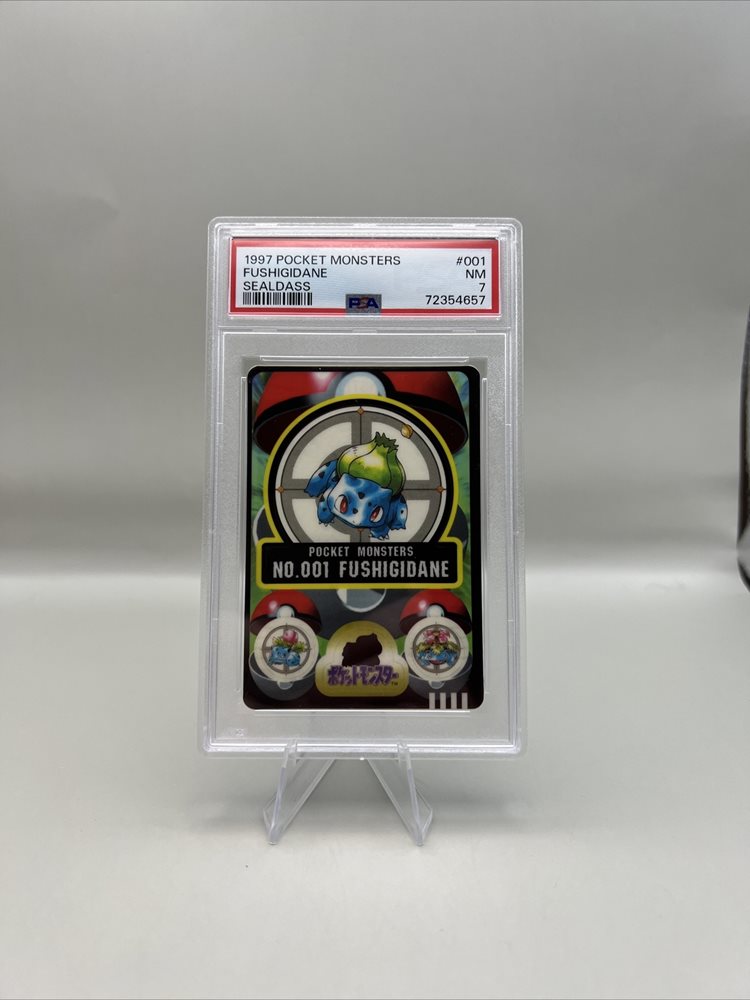 1997 POCKET MONSTERS #001
FUSHIGIDANE NM
SEALDASS 7
PSA 72354657
POCKET MONSTERS
NO.001 FUSHIGIDANE
ポケットモンスター
TM